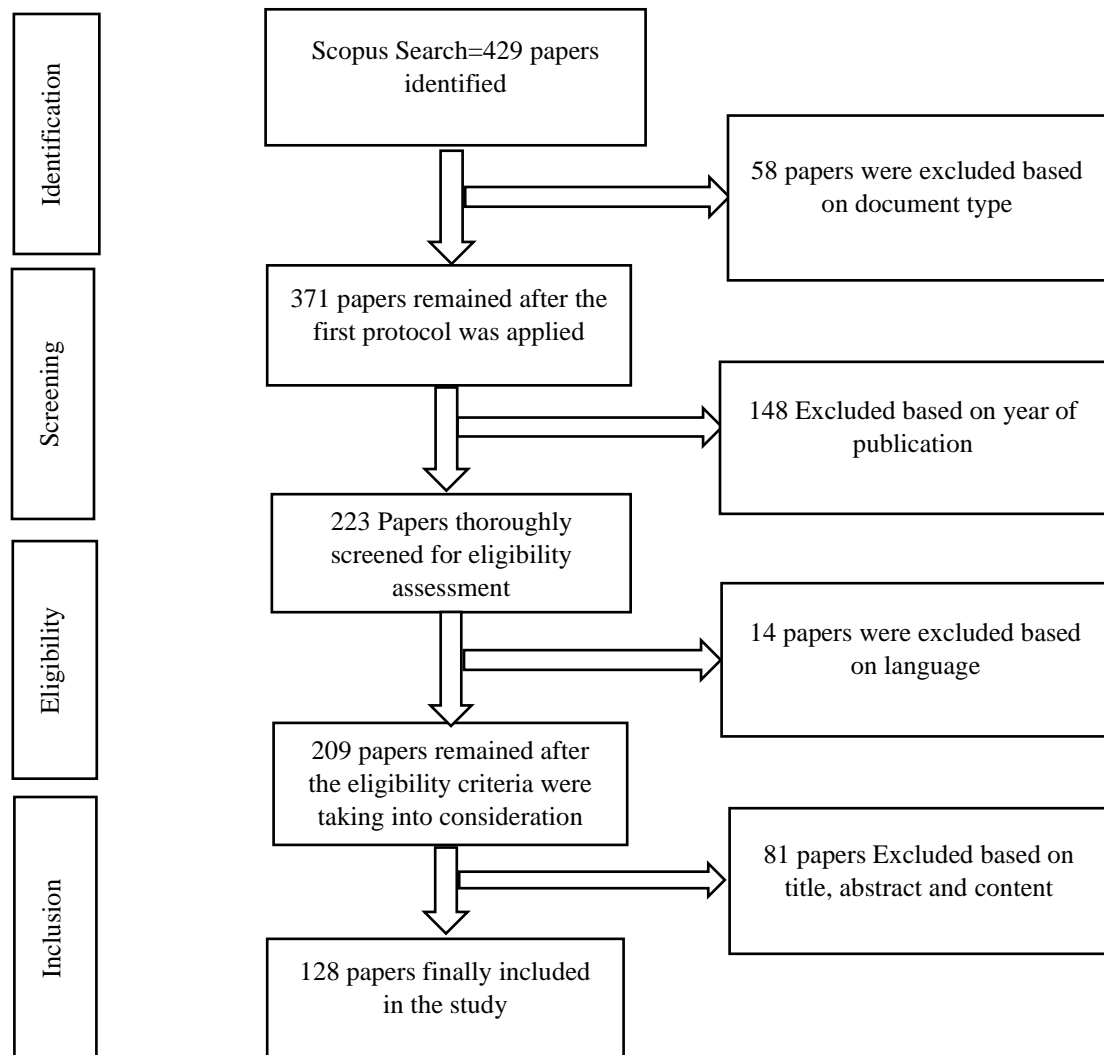 Identification
Scopus Search=429 papers
identified
58 papers were excluded based
on document type
Screening
371 papers remained after the
first protocol was applied
148 Excluded based on year of
publication
Eligibility
223 Papers thoroughly
screened for eligibility
assessment
14 papers were excluded based
on language
209 papers remained after
the eligibility criteria were
taking into consideration
Inclusion
81 papers Excluded based on
title, abstract and content
128 papers finally included
in the study